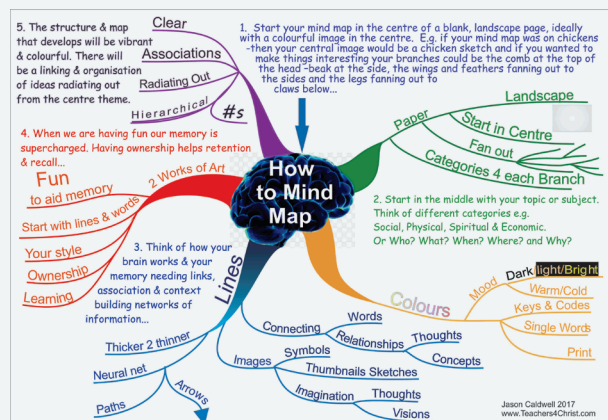 5. The structure & map
that develops will be vibrant
& colourful. There will
be a linking & organisation
of ideas radiating out
from the centre theme.
Clear
Associations
Radiating Out
Hierarchical
#s
1. Start your mind map in the centre of a blank, landscape page, ideally
with a colourful image in the centre. E.g. if your mind map was on chickens
-then your central image would be a chicken sketch and if you wanted to
make things interesting your branches could be the comb at the top of
the head -beak at the side, the wings and feathers fanning out to
the sides and the legs fanning out to
claws below...
Landscape
Paper
Start in Centre
Fan out
Categories 4 each Branch
4. When we are having fun our memory is
supercharged. Having ownership helps retention
& recall...
2 Works of Art
Fun
to aid memory
Start with lines & words
Your style
Ownership
Learning
How
to Mind
Map
2. Start in the middle with your topic or subject.
Think of different categories e.g.
Social, Physical, Spiritual & Economic.
Or Who? What? When? Where? and Why?
3. Think of how your
brain works & your
memory needing links,
association & context
building networks of
information...
Lines
Colours
Mood
Dark light/Bright
Warm/Cold
Keys & Codes
Single Words
Print
Connecting
Words
Relationships
Thoughts
Concepts
Images
Symbols
Thumbnails Sketches
Imagination
Thoughts
Visions
Thicker 2 thinner
Neural net
Paths
Arrows
Jason Caldwell 2017
www.Teachers4Christ.com